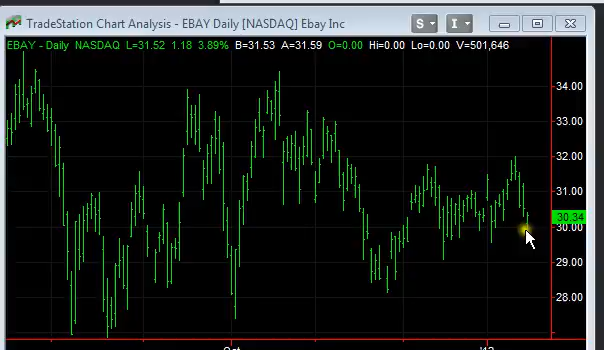 TradeStation Chart Analysis - EBAY Daily [NASDAQ] Ebay Inc
S I
EBAY - Daily NASDAQ L=31.52 1.18 3.89% B=31.53 A=31.59 O=0.00 Hi=0.00 Lo=0.00 V=501,646
34.00
33.00
32.00
31.00
30.34
30.00
29.00
28.00
Oct
'12